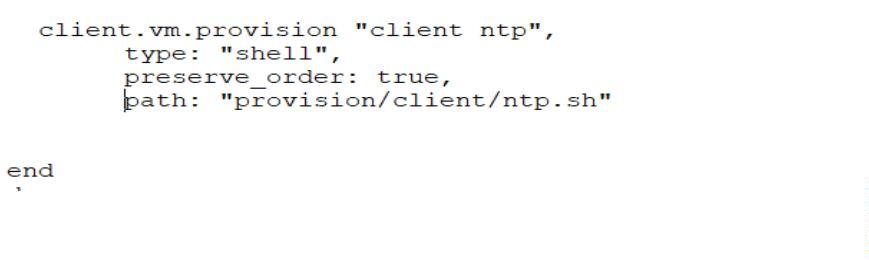 client.vm.provision "client ntp",
type: "shell",
preserve_order: true,
path: "provision/client/ntp.sh"
end